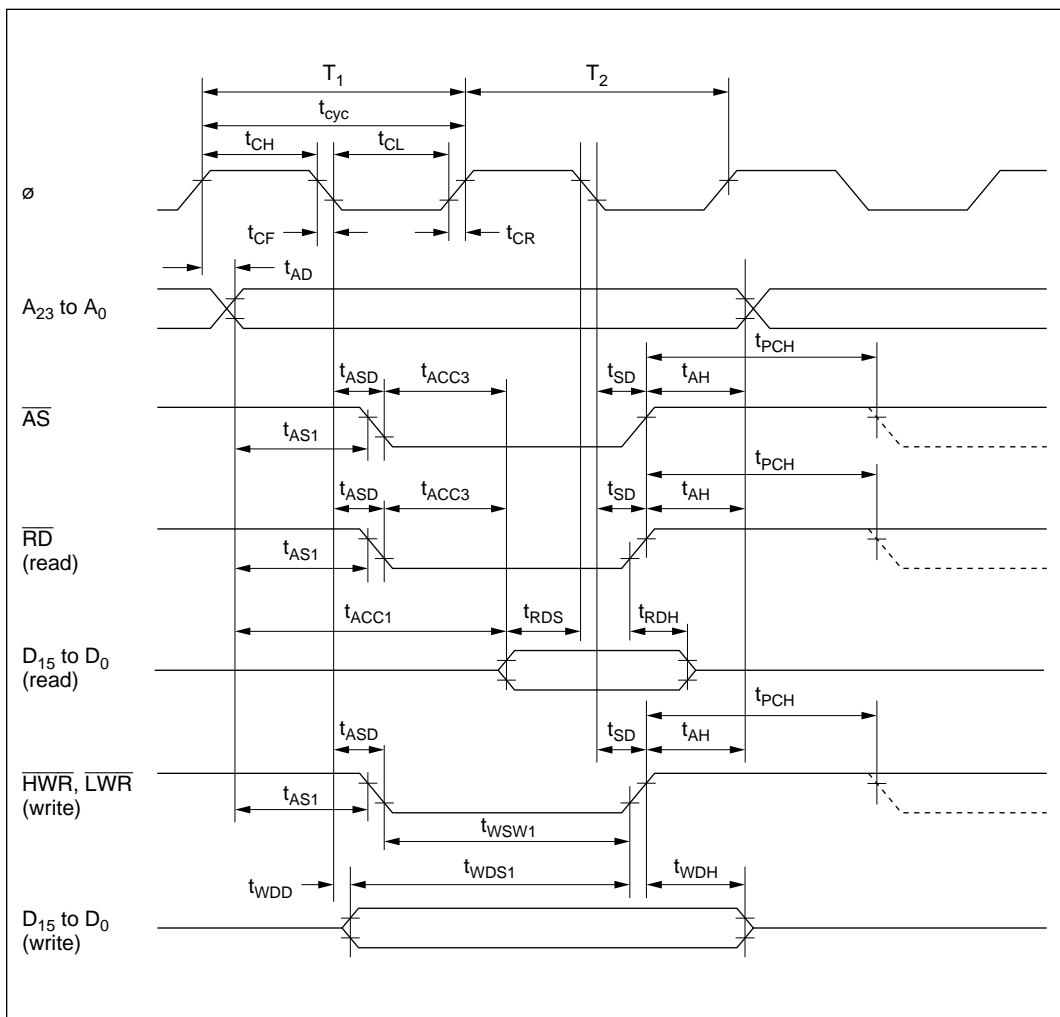 T1 T2
tcyc
tCH tCL
ø
tCF tCR
tAD
A23 to A0
tPCH
tASD tACC3 tSD tAH
AS
tAS1
tPCH
tASD tACC3 tSD tAH
RD
(read)
tAS1
tACC1 tRDS tRDH
D15 to D0
(read)
tPCH
tASD tSD tAH
HWR, LWR
(write)
tAS1
tWSW1
tWDD tWDS1 tWDH
D15 to D0
(write)